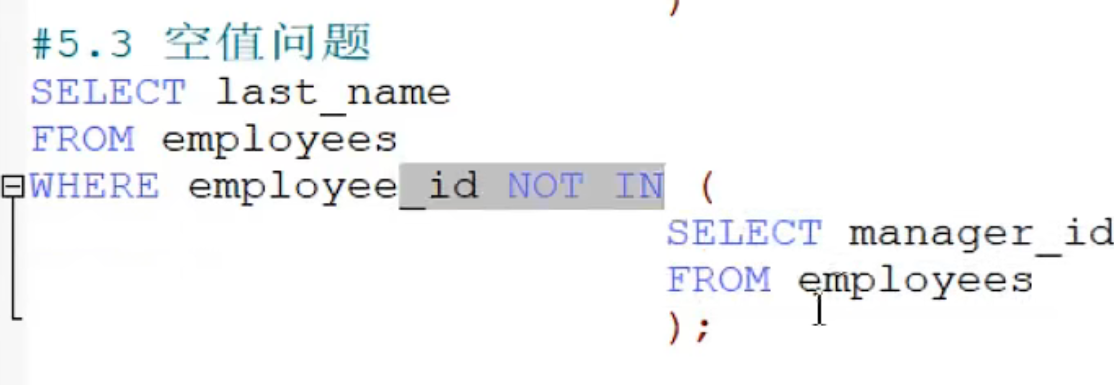 )
#5.3 空值问题
SELECT last_name
FROM employees
WHERE employee_id NOT IN (
SELECT manager_id
FROM employees
);